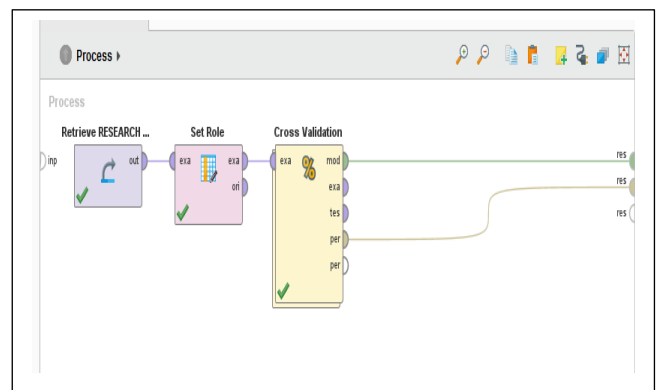 Process
Process
Retrieve RESEARCH ...
Set Role
Cross Validation
inp
out
exa
exa
ori
exa
%
mod
exa
tes
per
per
res
res
res